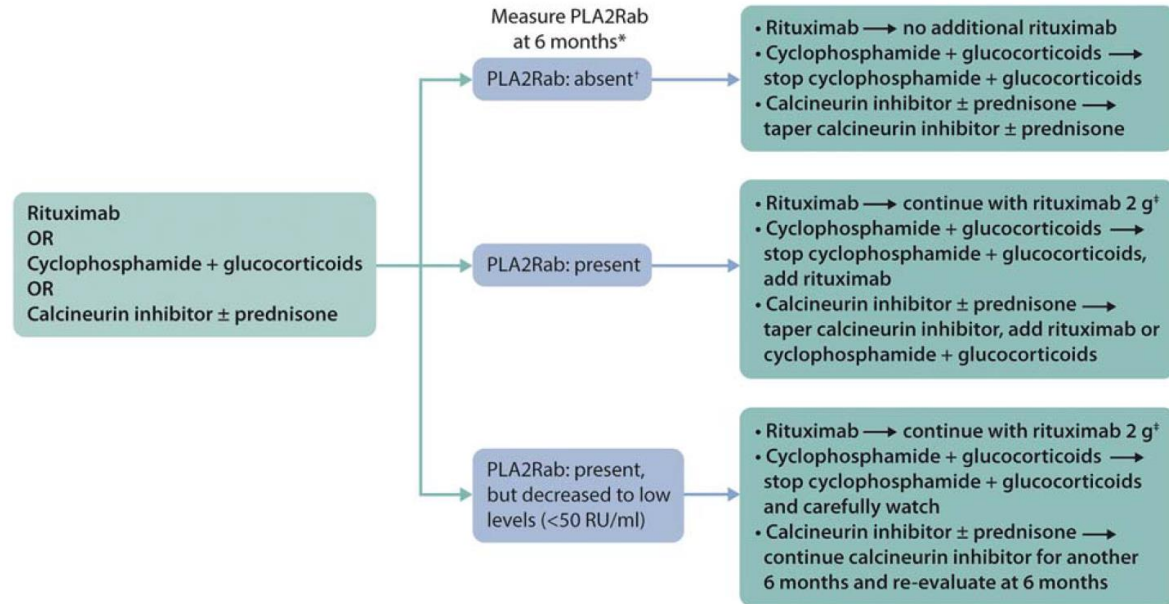 Measure PLA2Rab
at 6 months*
Rituximab
OR
Cyclophosphamide + glucocorticoids
OR
Calcineurin inhibitor ± prednisone
PLA2Rab: absent†
• Rituximab → no additional rituximab
• Cyclophosphamide + glucocorticoids →
stop cyclophosphamide + glucocorticoids
• Calcineurin inhibitor ± prednisone →
taper calcineurin inhibitor ± prednisone
PLA2Rab: present
• Rituximab → continue with rituximab 2 g‡
• Cyclophosphamide + glucocorticoids →
stop cyclophosphamide + glucocorticoids,
add rituximab
• Calcineurin inhibitor ± prednisone →
taper calcineurin inhibitor, add rituximab or
cyclophosphamide + glucocorticoids
PLA2Rab: present,
but decreased to low
levels (<50 RU/ml)
• Rituximab → continue with rituximab 2 g‡
• Cyclophosphamide + glucocorticoids →
stop cyclophosphamide + glucocorticoids
and carefully watch
• Calcineurin inhibitor ± prednisone →
continue calcineurin inhibitor for another
6 months and re-evaluate at 6 months